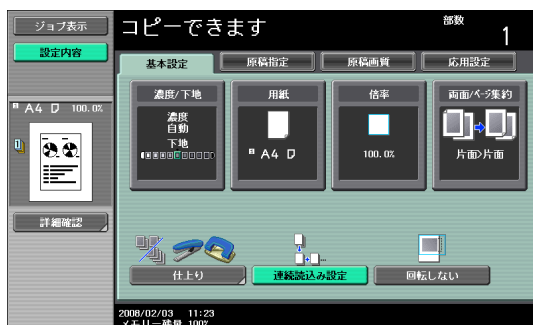 ジョブ表示
コピーできます
部数
1
設定内容
基本設定
原稿指定
原稿画質
応用設定
濃度/下地
用紙
倍率
両面/ページ集約
濃度
自動
下地
A4
100.0%
片面>片面
A4 100.0%
詳細確認
仕上り
連続読込み設定
回転しない
2008/02/03 11:23
メモリー残量 100%